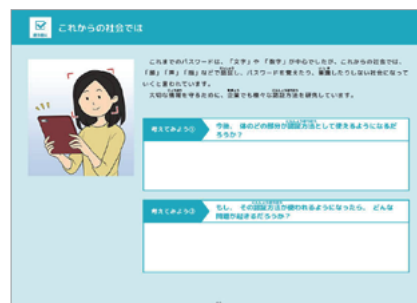 これからの社会では
これまでのパスワードは、「文字」や「数字」が中心でしたが、これからの社会では、
「顔」「声」「指」などで認証し、パスワードを覚えたり、管理したりしない社会になって
いくと言われています。
大切な情報を守るために、企業でも様々な認証方法を研究しています。
考えてみよう①
今後、体のどの部分が認証方法として使えるようになるだ
ろうか？
考えてみよう②
もし、その認証方法が使われるようになったら、どんな
問題が起きるだろうか？